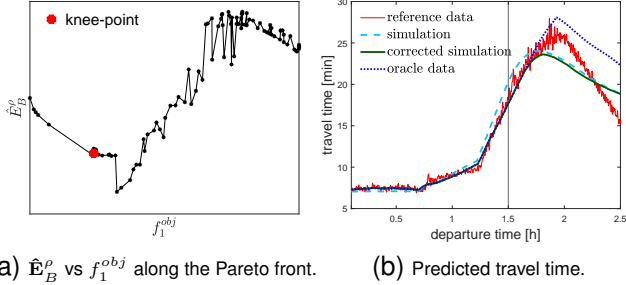 knee-point
Ê_B^ρ
f_1^{obj}
a) Ê_B^ρ vs f_1^{obj} along the Pareto front.
reference data
simulation
corrected simulation
oracle data
travel time [min]
30
25
20
15
10
5
0.5
1
1.5
2
2.5
departure time [h]
(b) Predicted travel time.